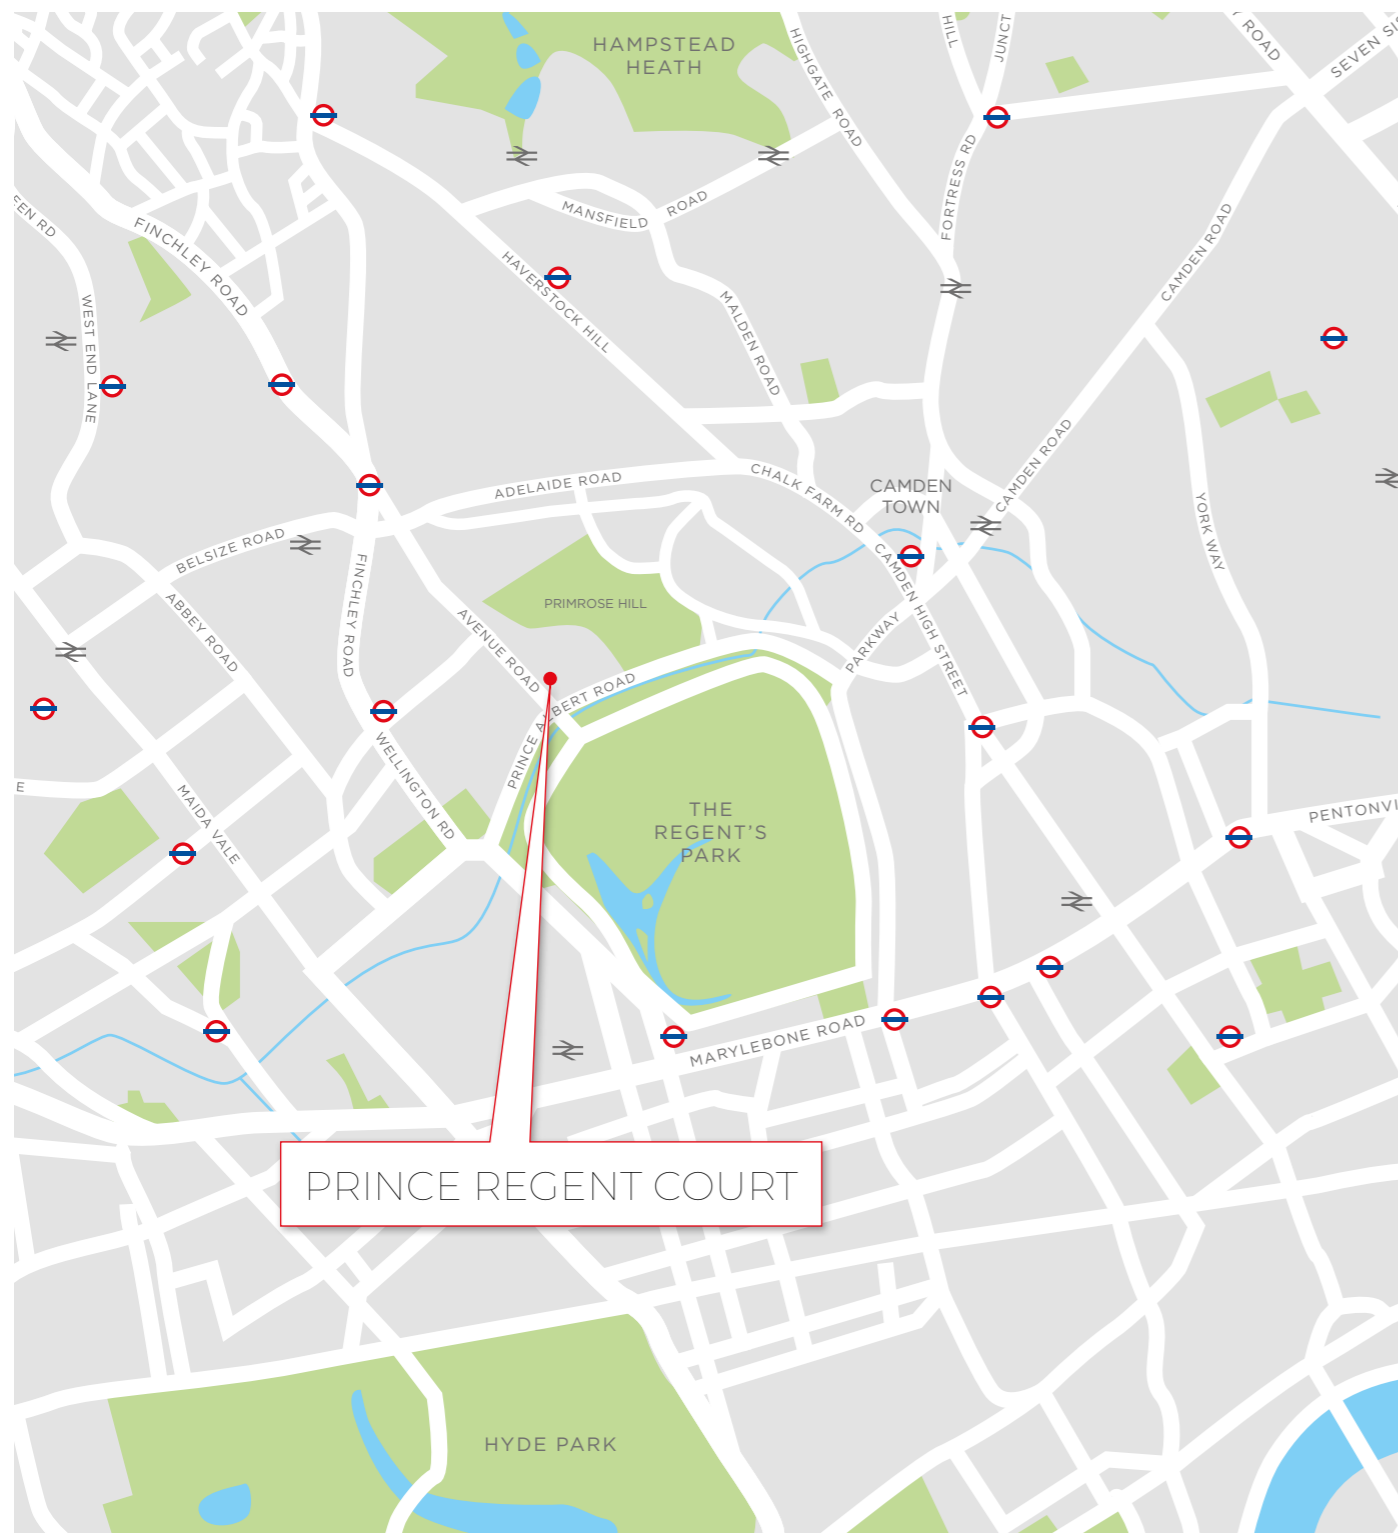 HAMPSTEAD
HEATH
HIGHGATE ROAD
HILL
JUNCT
Y ROAD
SEVEN SI
FORTRESS RD
MANSFIELD ROAD
EEN RD
FINCHLEY ROAD
WEST END LANE
HAVERSTOCK HILL
MALDEN ROAD
CAMDEN ROAD
CAMDEN ROAD
YORK WAY
ADELAIDE ROAD
CHALK FARM RD
CAMDEN
TOWN
BELSIZE ROAD
ABBEY ROAD
FINCHLEY ROAD
AVENUE ROAD
PRIMROSE HILL
CAMDEN HIGH STREET
PARKWAY
PRINCE ALBERT ROAD
WELLINGTON RD
E
MAIDA VALE
THE
REGENT'S
PARK
PENTONVI
MARYLEBONE ROAD
PRINCE REGENT COURT
HYDE PARK